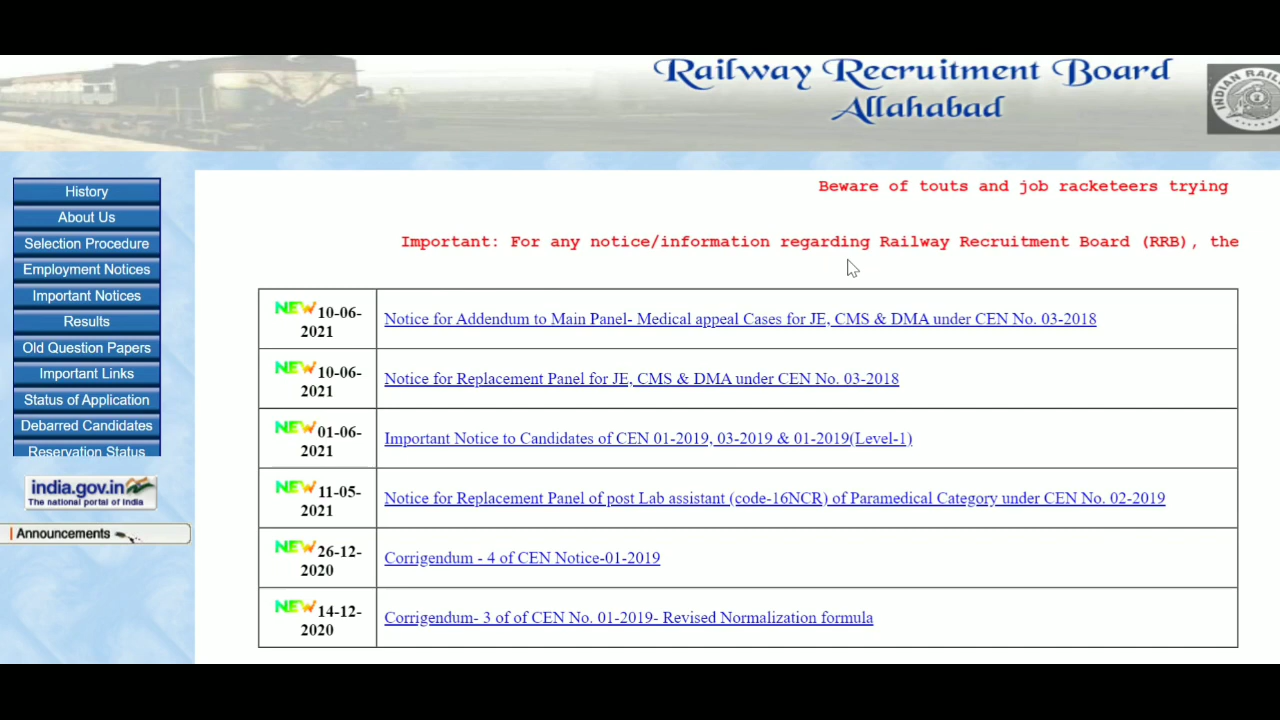 Railway Recruitment Board
Allahabad
INDIAN RAIL
Beware of touts and job racketeers trying
Important: For any notice/information regarding Railway Recruitment Board (RRB), the
History
About Us
Selection Procedure
Employment Notices
Important Notices
Results
Old Question Papers
Important Links
Status of Application
Debarred Candidates
Reservation Status
india.gov.in
The national portal of India
Announcements
NEW 10-06-
2021
Notice for Addendum to Main Panel- Medical appeal Cases for JE, CMS & DMA under CEN No. 03-2018
NEW 10-06-
2021
Notice for Replacement Panel for JE, CMS & DMA under CEN No. 03-2018
NEW 01-06-
2021
Important Notice to Candidates of CEN 01-2019, 03-2019 & 01-2019(Level-1)
NEW 11-05-
2021
Notice for Replacement Panel of post Lab assistant (code-16NCR) of Paramedical Category under CEN No. 02-2019
NEW 26-12-
2020
Corrigendum - 4 of CEN Notice-01-2019
NEW 14-12-
2020
Corrigendum- 3 of of CEN No. 01-2019- Revised Normalization formula